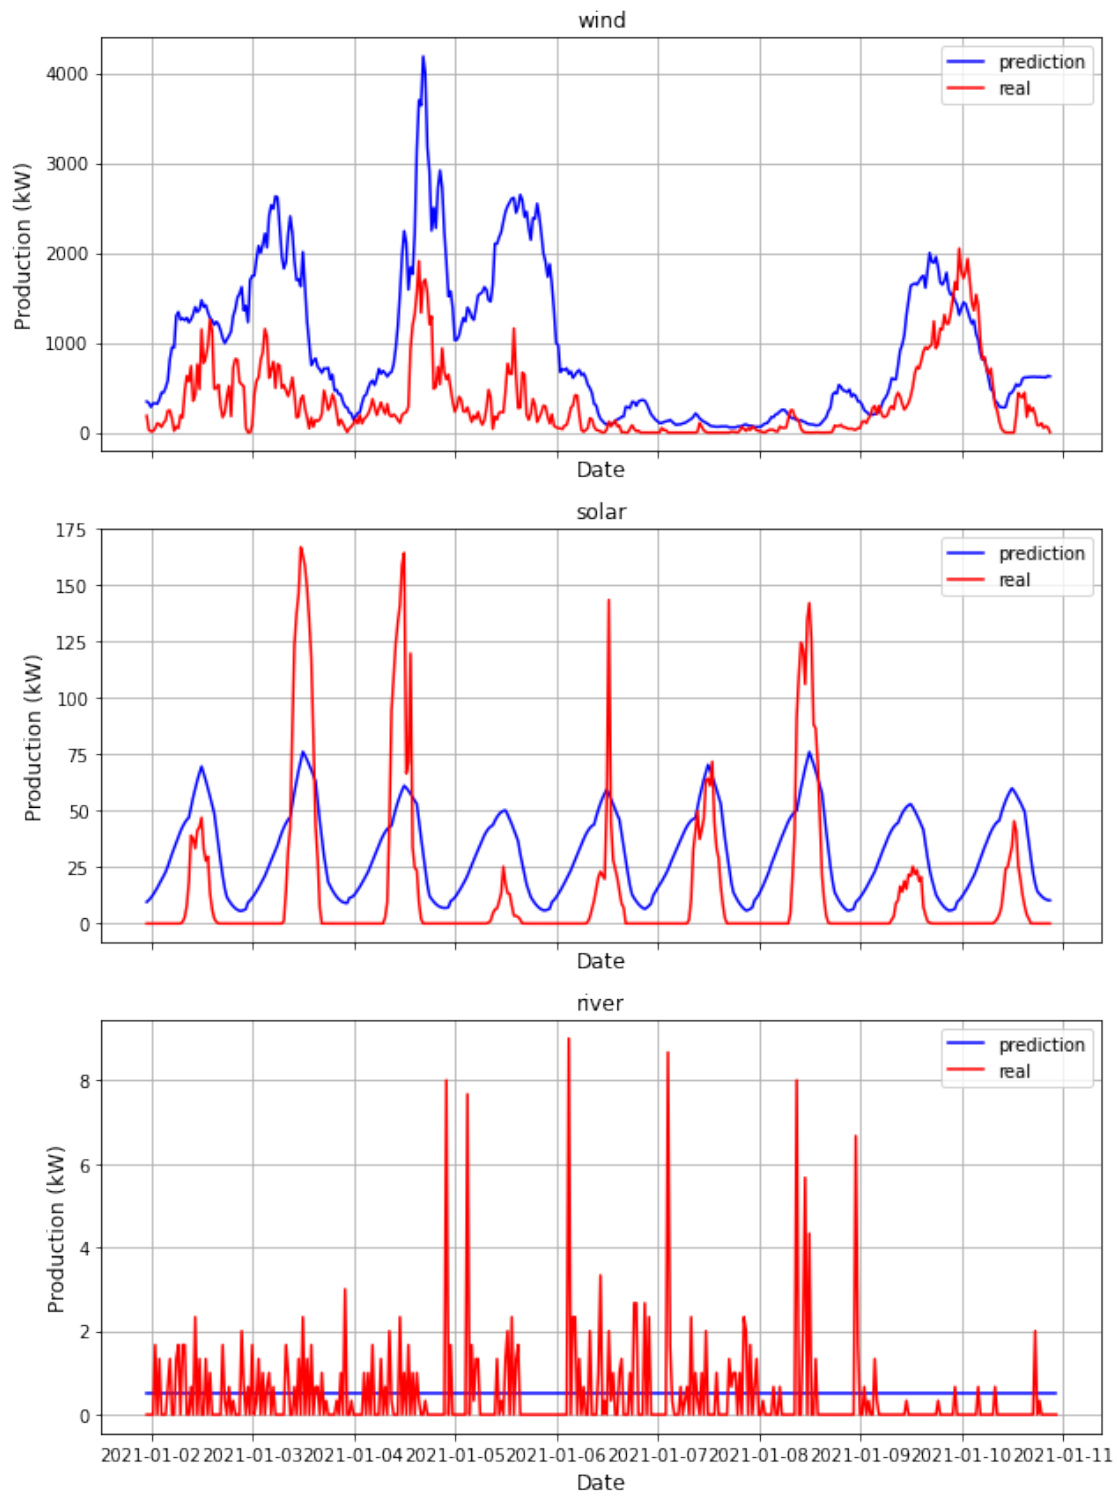 wind
prediction
real
4000
3000
2000
1000
0
Production (kW)
Date
solar
prediction
real
175
150
125
100
75
50
25
0
Production (kW)
Date
river
prediction
real
8
6
4
2
0
Production (kW)
2021-01-02 2021-01-03 2021-01-04 2021-01-05 2021-01-06 2021-01-07 2021-01-08 2021-01-09 2021-01-10 2021-01-11
Date